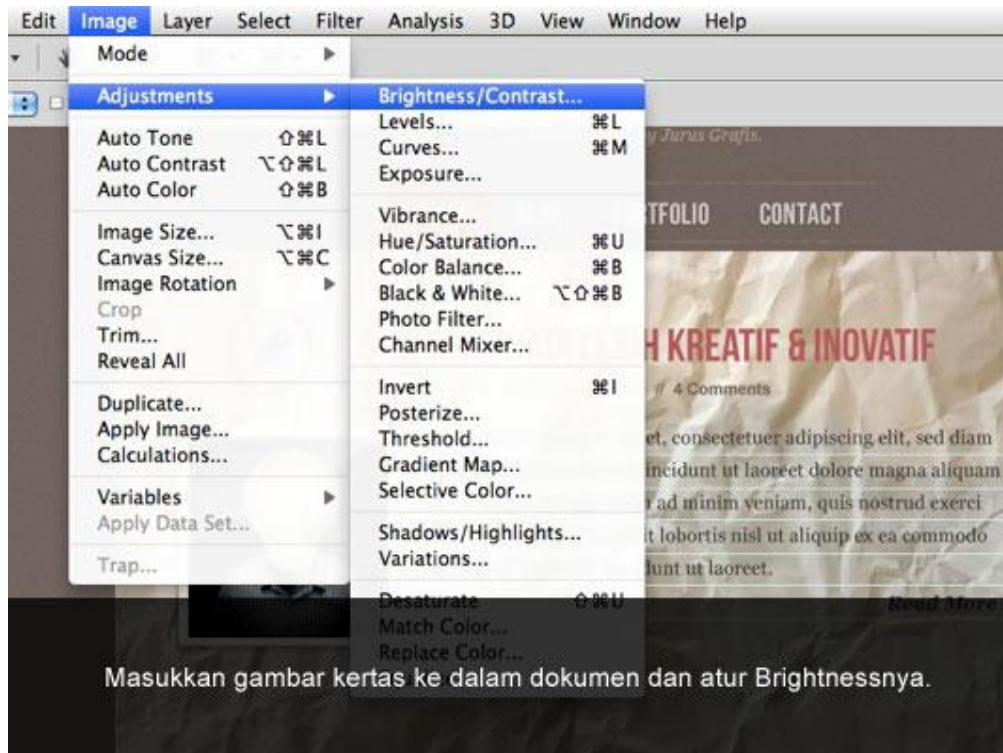 Edit Image Layer Select Filter Analysis 3D View Window Help
Mode
Adjustments
Auto Tone ⇧⌘L
Auto Contrast ⌥⇧⌘L
Auto Color ⇧⌘B
Image Size... ⌥⌘I
Canvas Size... ⌥⌘C
Image Rotation
Crop
Trim...
Reveal All
Duplicate...
Apply Image...
Calculations...
Variables
Apply Data Set...
Trap...
Brightness/Contrast...
Levels... ⌘L
Curves... ⌘M
Exposure...
Vibrance...
Hue/Saturation... ⌘U
Color Balance... ⌘B
Black & White... ⌥⇧⌘B
Photo Filter...
Channel Mixer...
Invert ⌘I
Posterize...
Threshold...
Gradient Map...
Selective Color...
Shadows/Highlights...
Variations...
Desaturate ⇧⌘U
Match Color...
Replace Color...
y Jurus Grafis.
TFOLIO CONTACT
H KREATIF & INOVATIF
// 4 Comments
et, consectetuer adipiscing elit, sed diam
incidunt ut laoreet dolore magna aliquam
ad minim veniam, quis nostrud exerci
it lobortis nisl ut aliquip ex ea commodo
dunt ut laoreet.
Read More
Masukkan gambar kertas ke dalam dokumen dan atur Brightnessnya.